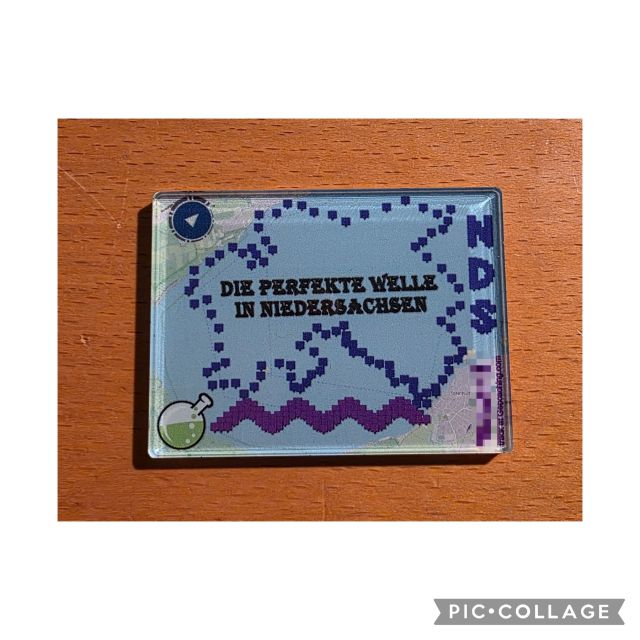 DIE PERFEKTE WELLE
IN NIEDERSACHSEN
NDS
PIC•COLLAGE